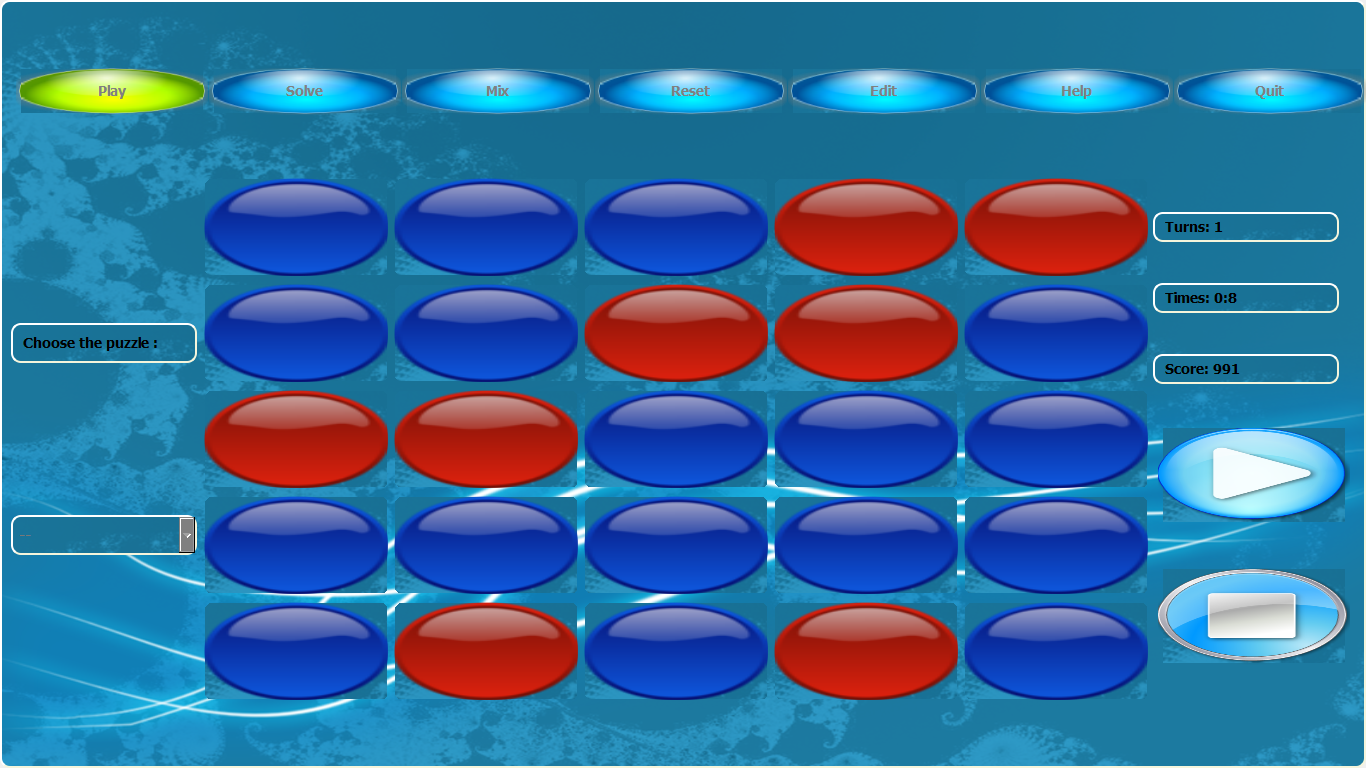 Play
Solve
Mix
Reset
Edit
Help
Quit
Turns: 1
Times: 0:8
Choose the puzzle :
Score: 991